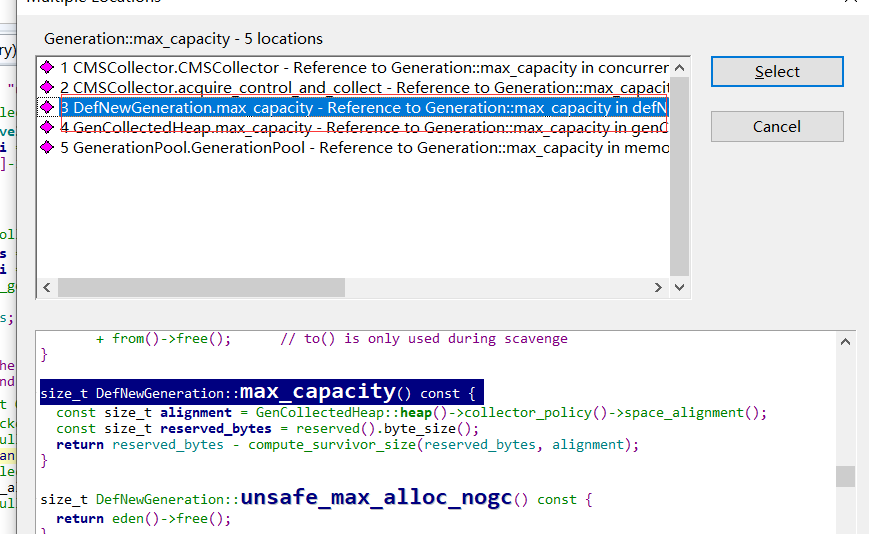 Generation::max_capacity - 5 locations
1 CMSCollector.CMSCollector - Reference to Generation::max_capacity in concurrer
2 CMSCollector.acquire_control_and_collect - Reference to Generation::max_capacit
3 DefNewGeneration.max_capacity - Reference to Generation::max_capacity in defN
4 GenCollectedHeap.max_capacity - Reference to Generation::max_capacity in genC
5 GenerationPool.GenerationPool - Reference to Generation::max_capacity in memo
Select
Cancel
+ from()->free();      // to() is only used during scavenge
}
size_t DefNewGeneration::max_capacity() const {
const size_t alignment = GenCollectedHeap::heap()->collector_policy()->space_alignment();
const size_t reserved_bytes = reserved().byte_size();
return reserved_bytes - compute_survivor_size(reserved_bytes, alignment);
}
size_t DefNewGeneration::unsafe_max_alloc_nogc() const {
return eden()->free();